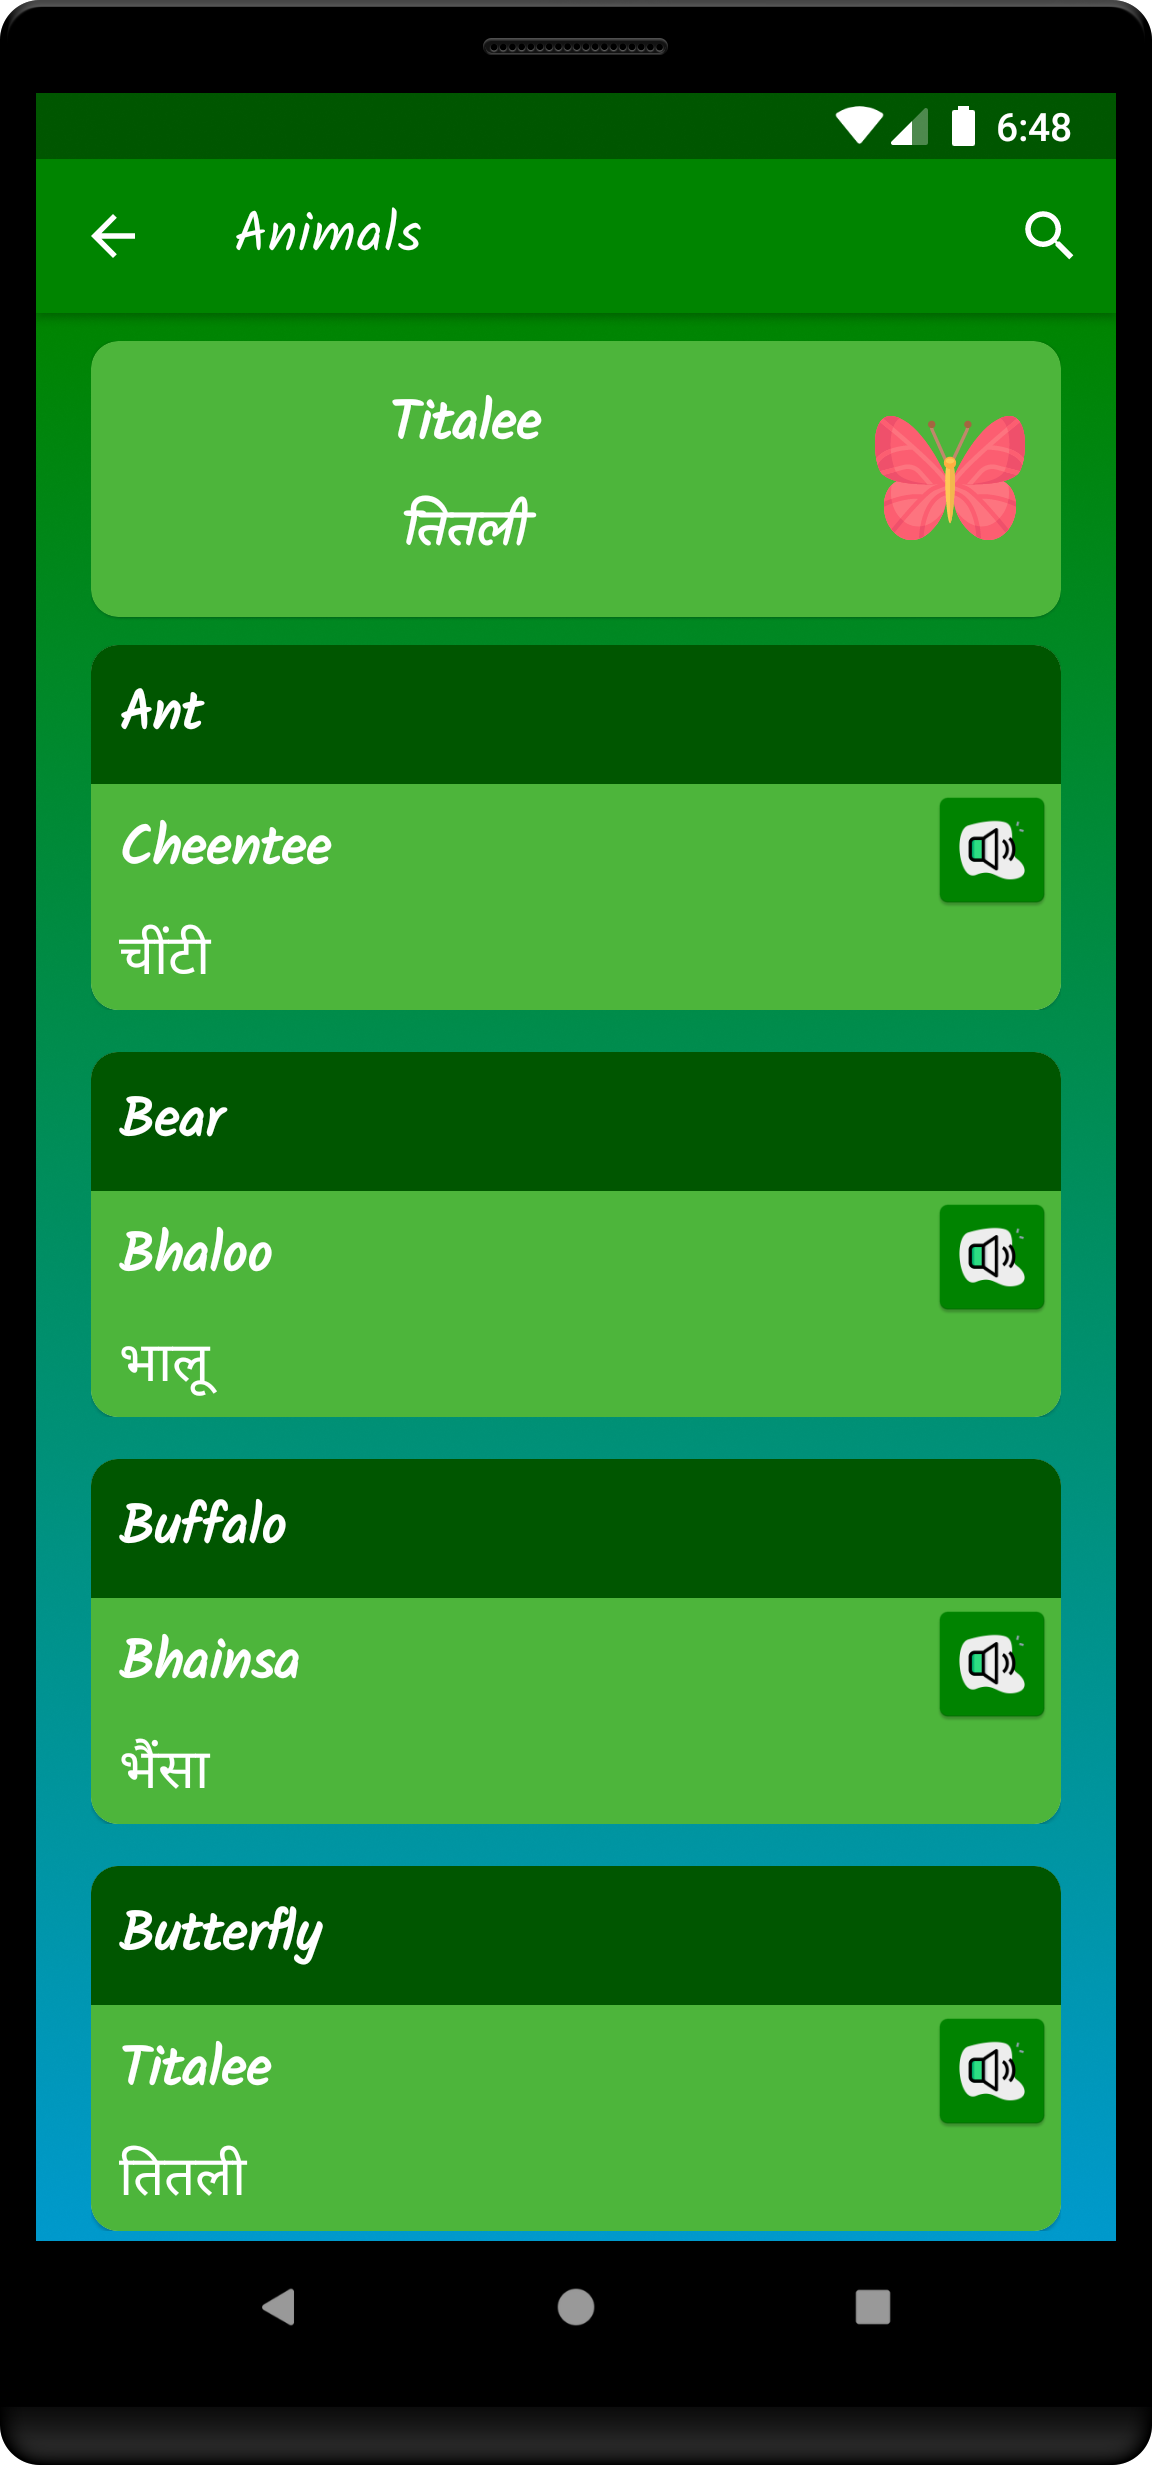 6:48
Animals
Titalee
तितली
Ant
Cheentee
चींटी
Bear
Bhaloo
भालू
Buffalo
Bhainsa
भैंसा
Butterfly
Titalee
तितली